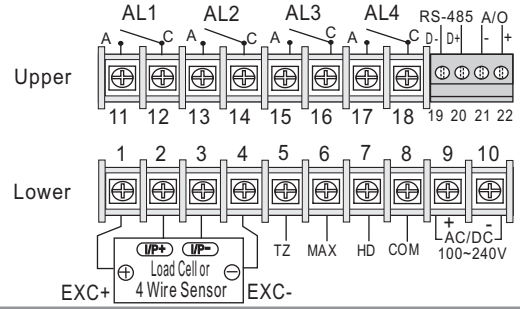 AL1 AL2 AL3 AL4 RS-485 A/O
A C A C A C A C D- D+ - +
Upper
11 12 13 14 15 16 17 18 19 20 21 22
1 2 3 4 5 6 7 8 9 10
Lower
+ -
I/P+ I/P- TZ MAX HD COM AC/DC
100~240V
Load Cell or
4 Wire Sensor
EXC+ EXC-